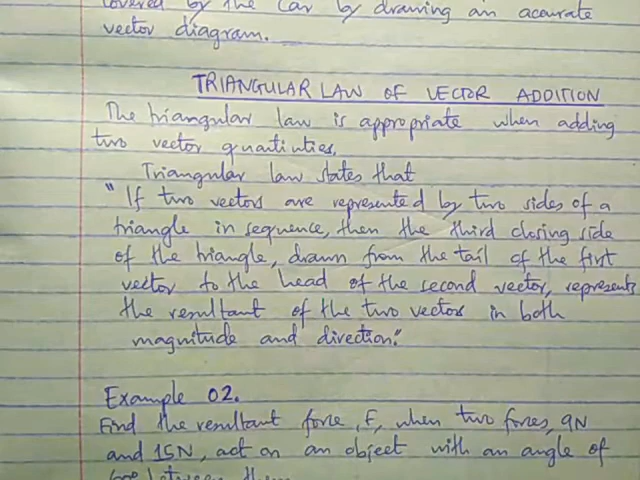 covered by the car by drawing an accurate
vector diagram.
TRIANGULAR LAW OF VECTOR ADDITION
The triangular law is appropriate when adding
two vector quatinties.
Triangular law states that
"If two vectors are represented by two sides of a
triangle in sequence, then the third closing side
of the triangle, drawn from the tail of the first
vector to the head of the second vector, represents
the resultant of the two vectors in both
magnitude and direction."
Example 02.
Find the resultant force, F, when two forces, 9N
and 15N, act on an object with an angle of
between them